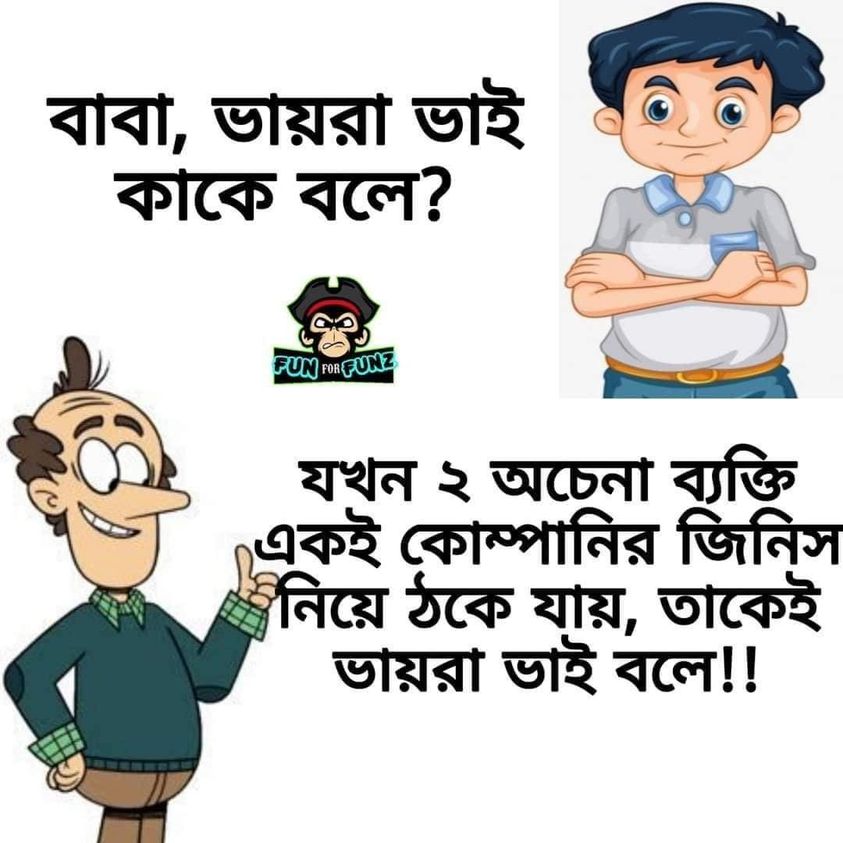 বাবা, ভায়রা ভাই
কাকে বলে?
FUN FOR FUNZ
যখন ২ অচেনা ব্যক্তি
একই কোম্পানির জিনিস
নিয়ে ঠকে যায়, তাকেই
ভায়রা ভাই বলে!!